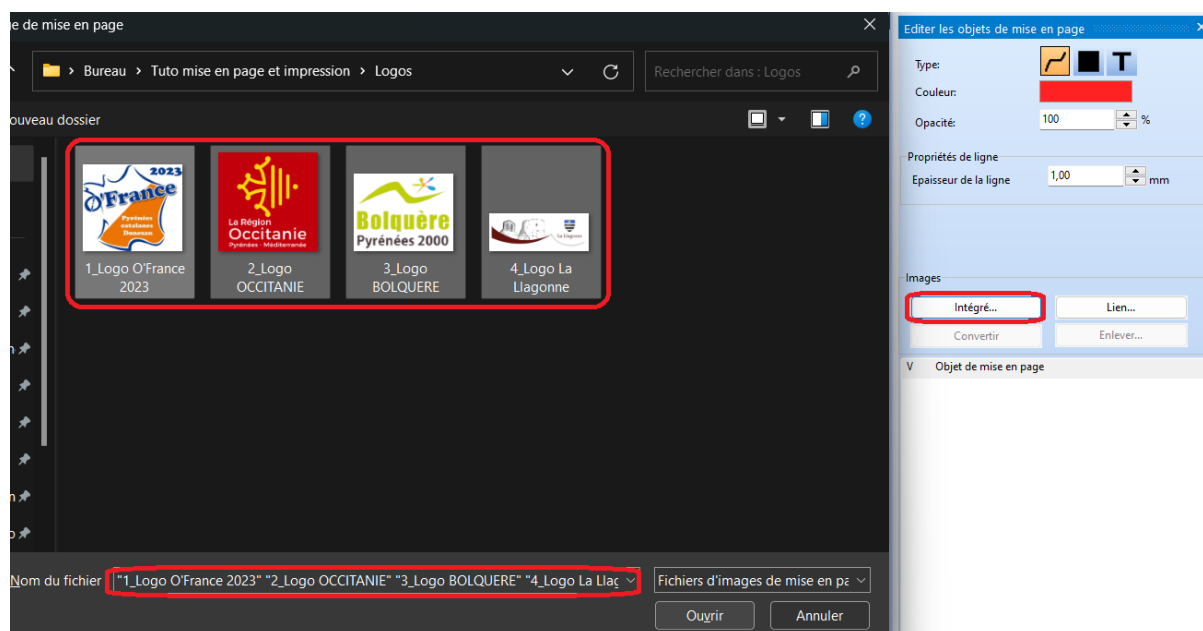 e de mise en page
Bureau > Tuto mise en page et impression > Logos
Rechercher dans : Logos
ouveau dossier
2023
O'France
Pyrénées
catalanes
Donezan
La Région
Occitanie
Pyrénées - Méditerranée
Bolquère
Pyrénées 2000
La Llagonne
1_Logo O'France
2023
2_Logo
OCCITANIE
3_Logo
BOLQUERE
4_Logo La
Llagonne
Nom du fichier
"1_Logo O'France 2023" "2_Logo OCCITANIE" "3_Logo BOLQUERE" "4_Logo La Llag
Fichiers d'images de mise en pa
Ouvrir
Annuler
Editer les objets de mise en page
Type:
T
Couleur:
Opacité:
100
%
Propriétés de ligne
Epaisseur de la ligne
1,00
mm
Images
Intégré...
Lien...
Convertir
Enlever...
V Objet de mise en page